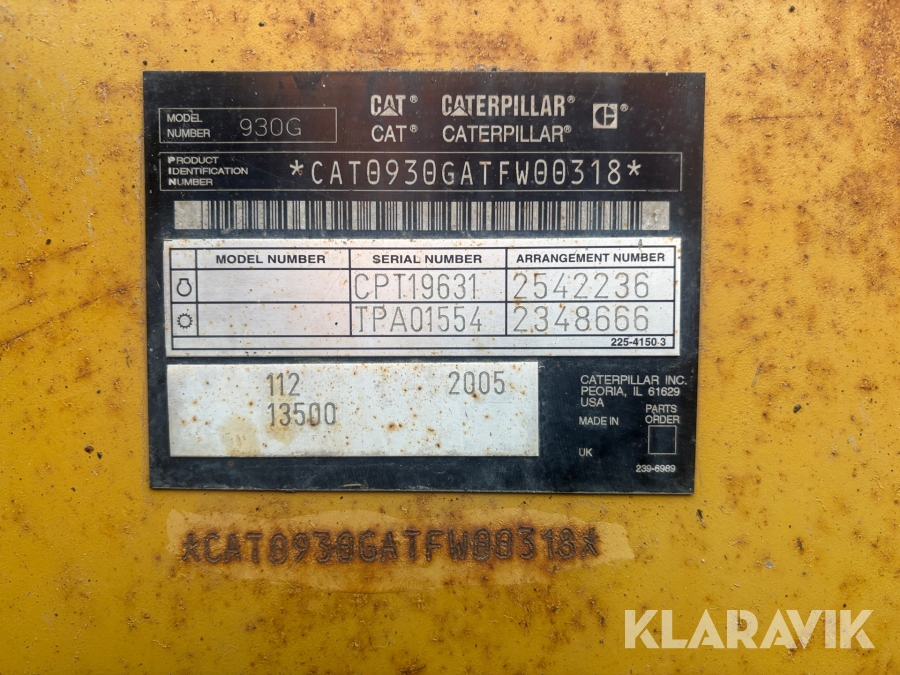 MODEL NUMBER 930G
CAT® CATERPILLAR®
CAT® CATERPILLAR®
PRODUCT IDENTIFICATION NUMBER *CAT0930GATFW00318*
MODEL NUMBER SERIAL NUMBER ARRANGEMENT NUMBER
CPT19631 2542236
TPA01554 2348666
225-4150 3
112 2005
13500
CATERPILLAR INC.
PEORIA, IL 61629
USA
MADE IN
PARTS ORDER
UK
239-6989
*CAT0930GATFW00318*
KLARAVIK